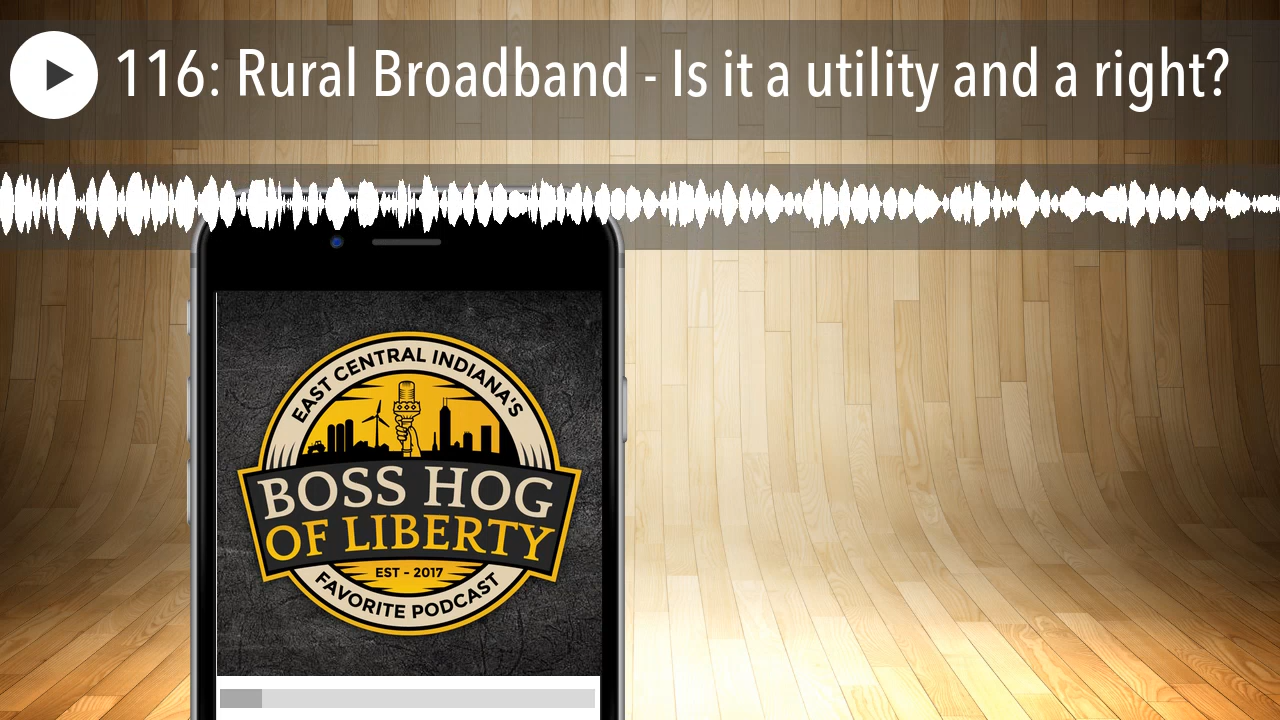 116: Rural Broadband - Is it a utility and a right?
EAST CENTRAL INDIANA'S
BOSS HOG
OF LIBERTY
EST - 2017
FAVORITE PODCAST